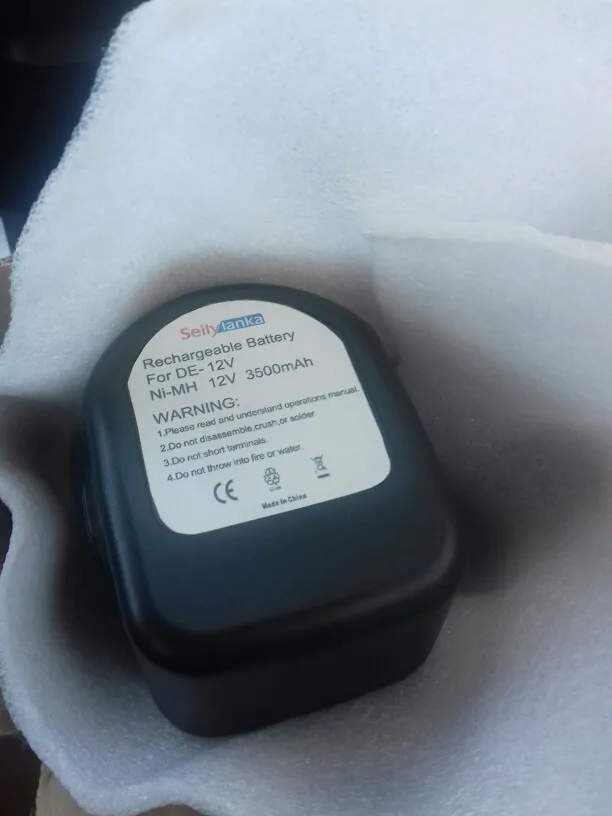 Sellylanka
Rechargeable Battery
For DE-12V
Ni-MH 12V 3500mAh
WARNING:
1.Please read and understand operations manual.
2.Do not disassemble,crush,or solder.
3.Do not short terminals.
4.Do not throw into fire or water.
CE
Made In China